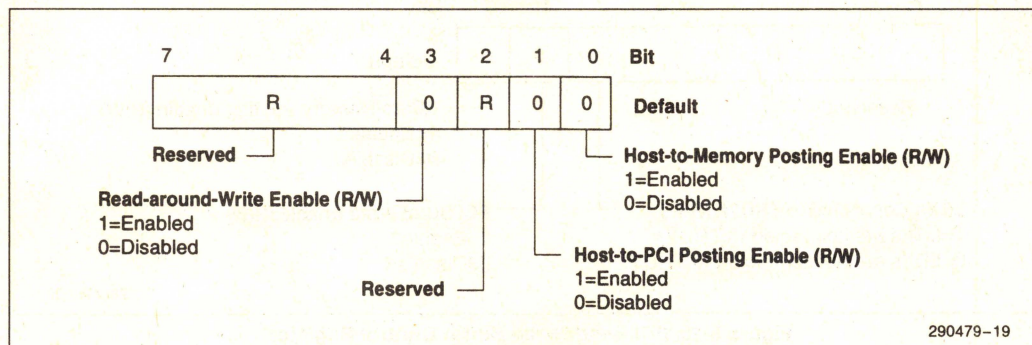 7 4 3 2 1 0 Bit
R 0 R 0 0 Default
Reserved
Host-to-Memory Posting Enable (R/W)
1=Enabled
0=Disabled
Read-around-Write Enable (R/W)
1=Enabled
0=Disabled
Host-to-PCI Posting Enable (R/W)
1=Enabled
0=Disabled
Reserved
290479–19